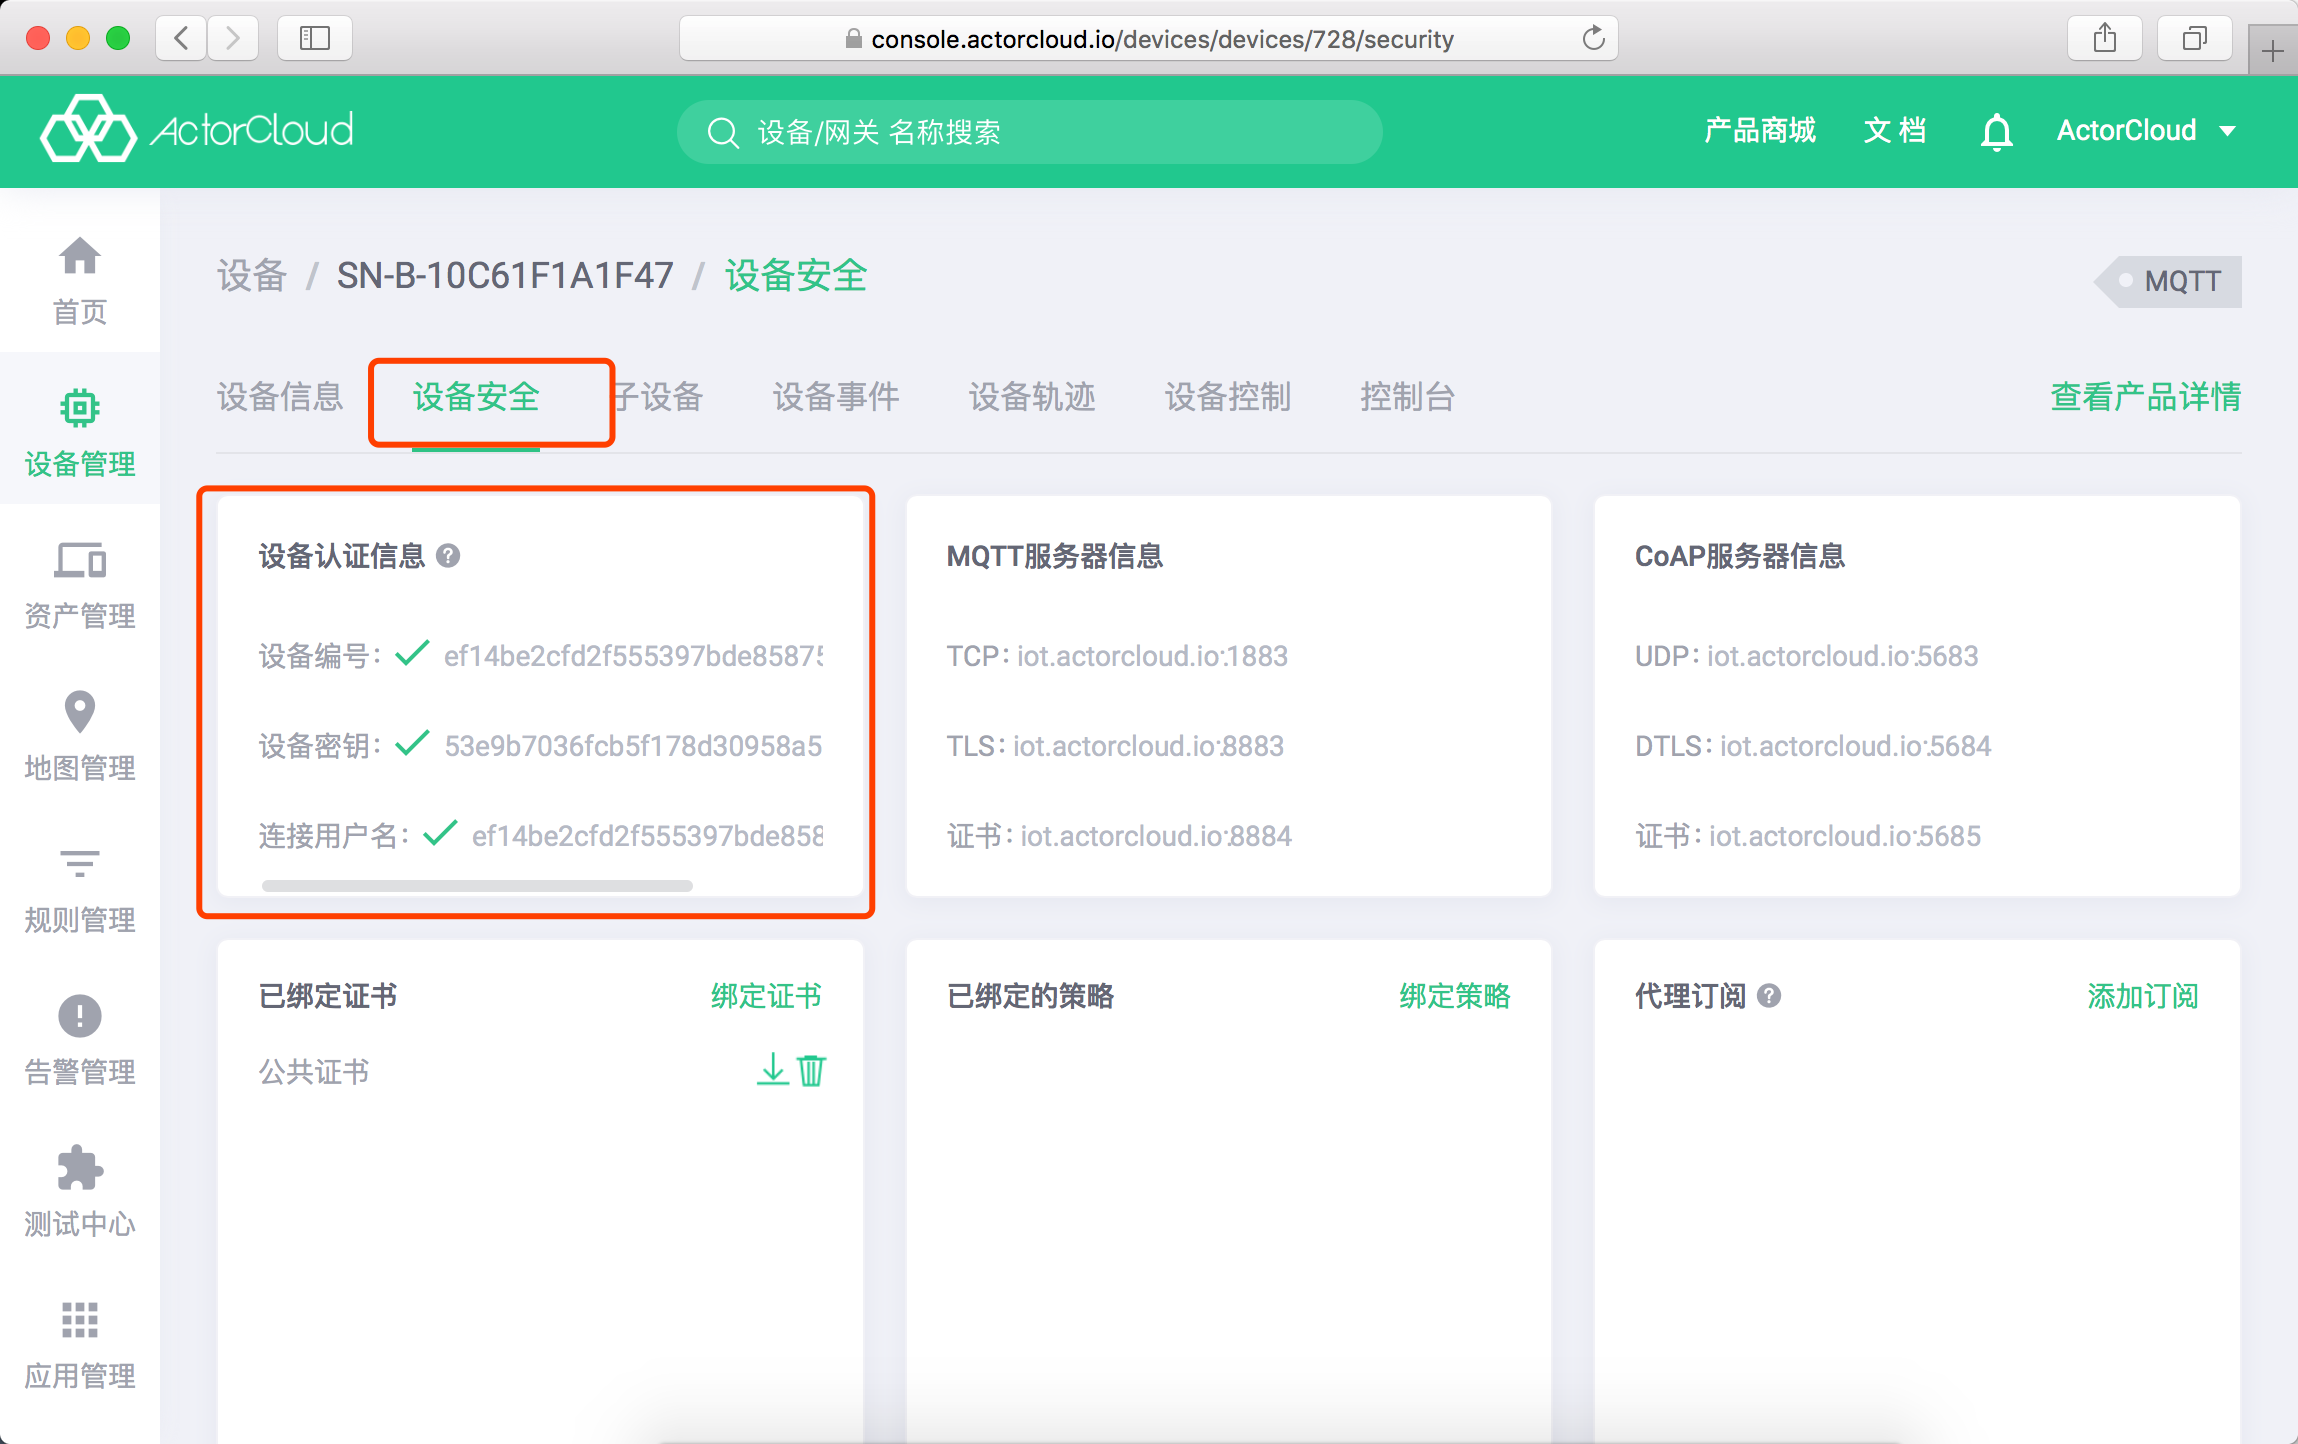 console.actorcloud.io/devices/devices/728/security
ActorCloud
设备/网关 名称搜索
产品商城
文 档
ActorCloud
首页
设备管理
资产管理
地图管理
规则管理
告警管理
测试中心
应用管理
设备 / SN-B-10C61F1A1F47 / 设备安全
MQTT
设备信息
设备安全
子设备
设备事件
设备轨迹
设备控制
控制台
查看产品详情
设备认证信息 ?
设备编号: ef14be2cfd2f555397bde85875
设备密钥: 53e9b7036fcb5f178d30958a5
连接用户名: ef14be2cfd2f555397bde858
MQTT服务器信息
TCP: iot.actorcloud.io:1883
TLS: iot.actorcloud.io:8883
证书: iot.actorcloud.io:8884
CoAP服务器信息
UDP: iot.actorcloud.io:5683
DTLS: iot.actorcloud.io:5684
证书: iot.actorcloud.io:5685
已绑定证书
绑定证书
公共证书
已绑定的策略
绑定策略
代理订阅 ?
添加订阅